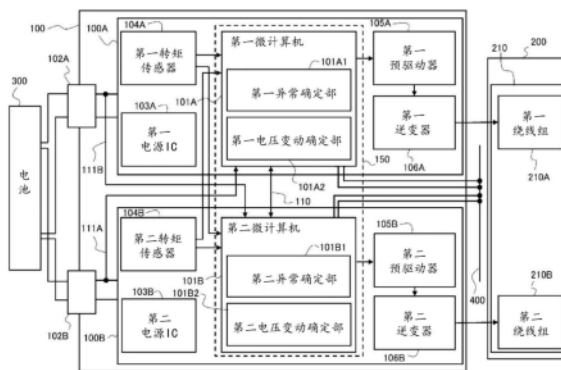 100
100A
104A
第一转矩
传感器
第一微计算机
105A
第一
预驱动器
200
210
102A
101A
101A1
第一异常确定部
300
103A
第一
电源IC
第一
逆变器
第一
绕线组
第一电压变动确定部
106A
210A
111B
101A2
150
电池
110
104B
111A
第二转矩
传感器
第二微计算机
105B
第二
预驱动器
101B
101B1
第二异常确定部
400
210B
103B
101B2
第二
电源IC
第二电压变动确定部
第二
逆变器
第二
绕线组
102B
100B
106B